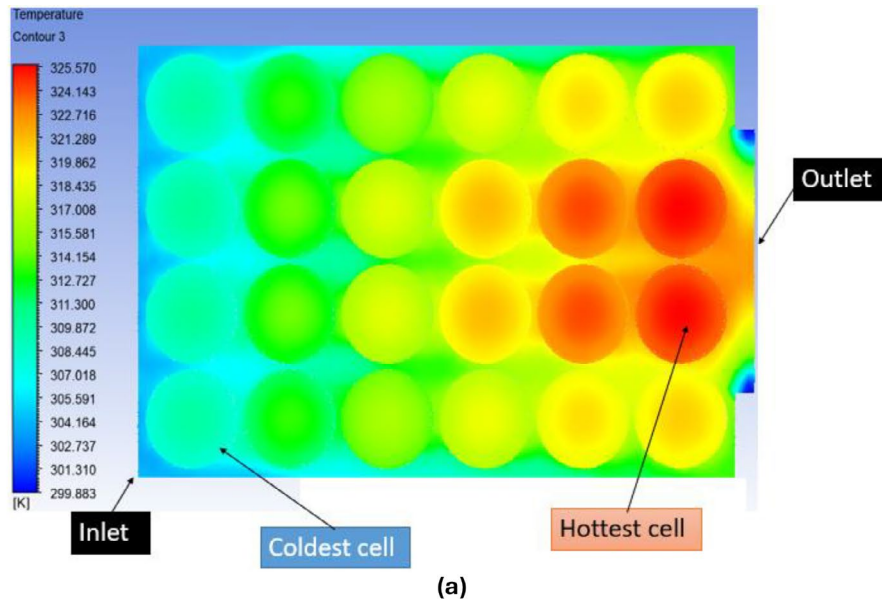 Temperature
Contour 3
325.570
324.143
322.716
321.289
319.862
318.435
317.008
315.581
314.154
312.727
311.300
309.872
308.445
307.018
305.591
304.164
302.737
301.310
299.883
[K]
Outlet
Inlet
Coldest cell
Hottest cell
(a)